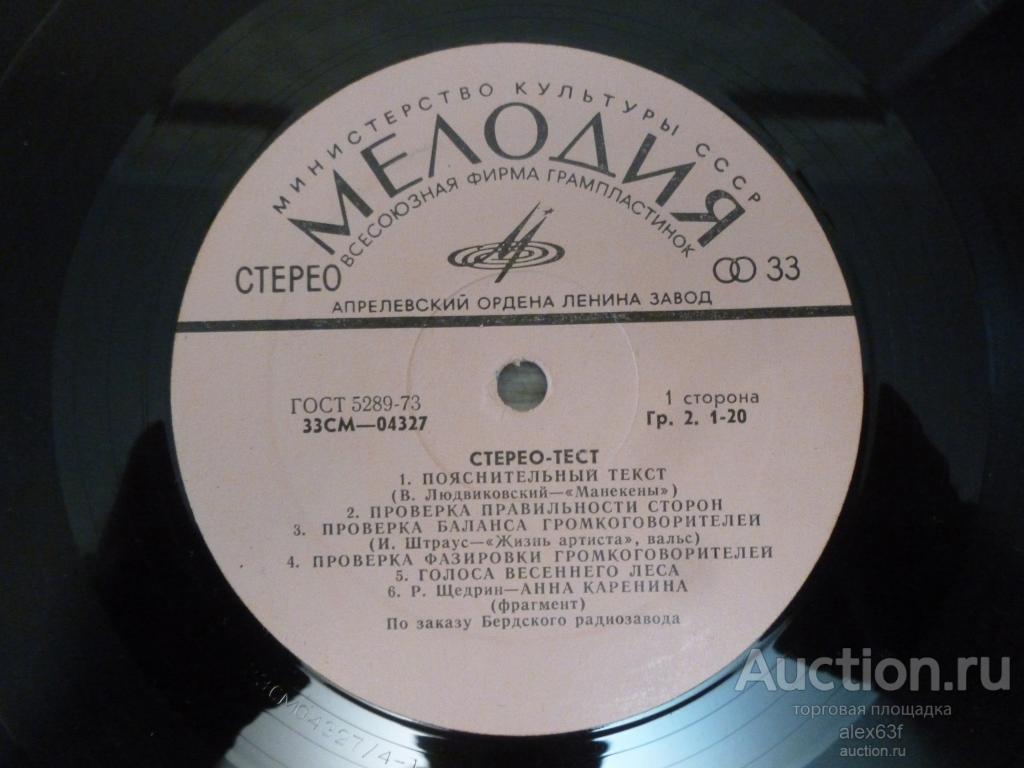 МИНИСТЕРСТВО КУЛЬТУРЫ СССР
МЕЛОДИЯ
ВСЕСОЮЗНАЯ ФИРМА ГРАМПЛАСТИНОК
СТЕРЕО
33
АПРЕЛЕВСКИЙ ОРДЕНА ЛЕНИНА ЗАВОД
ГОСТ 5289-73
1 сторона
33СМ—04327
Гр. 2. 1-20
СТЕРЕО-ТЕСТ
1. ПОЯСНИТЕЛЬНЫЙ ТЕКСТ
(В. Людвиковский—«Манекены»)
2. ПРОВЕРКА ПРАВИЛЬНОСТИ СТОРОН
3. ПРОВЕРКА БАЛАНСА ГРОМКОГОВОРИТЕЛЕЙ
(И. Штраус—«Жизнь артиста», вальс)
4. ПРОВЕРКА ФАЗИРОВКИ ГРОМКОГОВОРИТЕЛЕЙ
5. ГОЛОСА ВЕСЕННЕГО ЛЕСА
6. Р. Щедрин—АННА КАРЕНИНА
(фрагмент)
По заказу Бердского радиозавода
Auction.ru
торговая площадка
alex63f
auction.ru